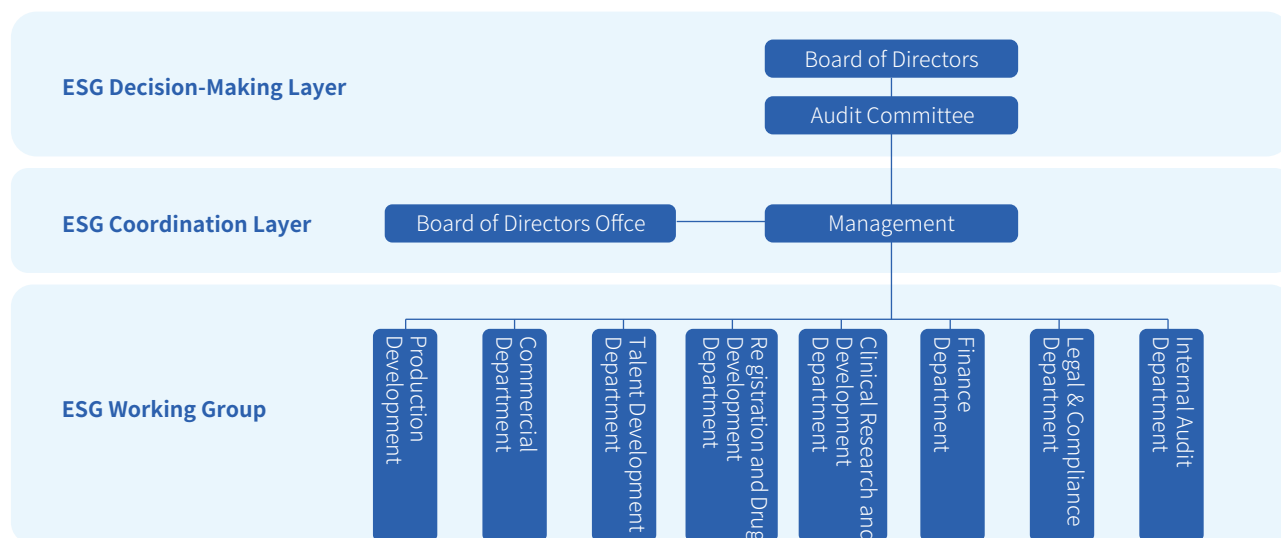 ESG Decision-Making Layer
Board of Directors
Audit Committee
ESG Coordination Layer
Board of Directors Offce
Management
ESG Working Group
Production
Development
Commercial
Department
Talent Development
Department
Registration and Drug
Development
Department
Clinical Research and
Development
Department
Finance
Department
Legal & Compliance
Department
Internal Audit
Department